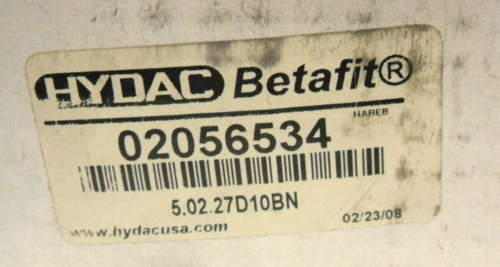 HYDAC Betafit®
HAREB
02056534
5.02.27D10BN
02/23/08
www.hydacusa.com